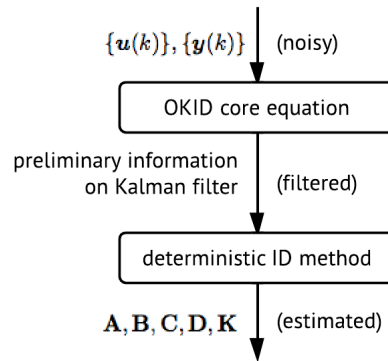 {u(k)}, {y(k)} (noisy)
OKID core equation
preliminary information
on Kalman filter (filtered)
deterministic ID method
A, B, C, D, K (estimated)